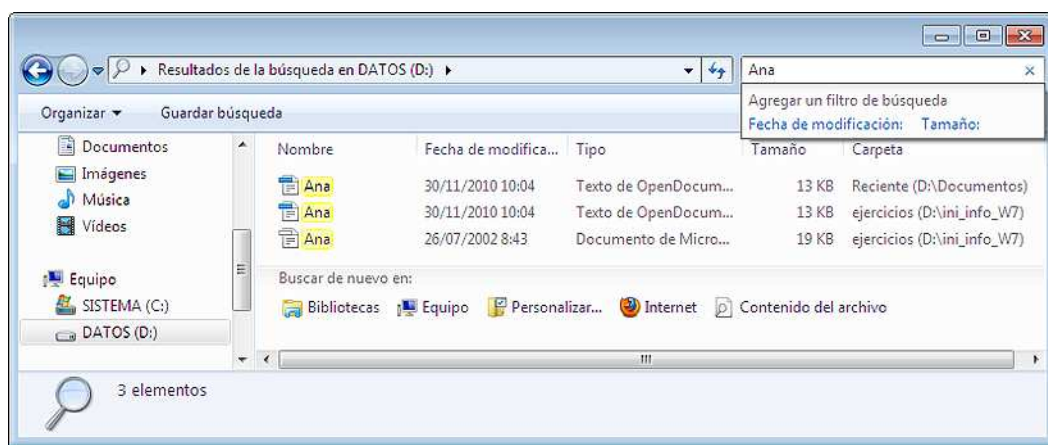 Resultados de la búsqueda en DATOS (D:)
Ana
Organizar
Guardar búsqueda
Agregar un filtro de búsqueda
Fecha de modificación: Tamaño:
Documentos
Imágenes
Música
Vídeos
Equipo
SISTEMA (C:)
DATOS (D:)
Nombre Fecha de modifica... Tipo Tamaño Carpeta
Ana 30/11/2010 10:04 Texto de OpenDocum... 13 KB Reciente (D:\Documentos)
Ana 30/11/2010 10:04 Texto de OpenDocum... 13 KB ejercicios (D:\ini_info_W7)
Ana 26/07/2002 8:43 Documento de Micro... 19 KB ejercicios (D:\ini_info_W7)
Buscar de nuevo en:
Bibliotecas Equipo Personalizar... Internet Contenido del archivo
3 elementos